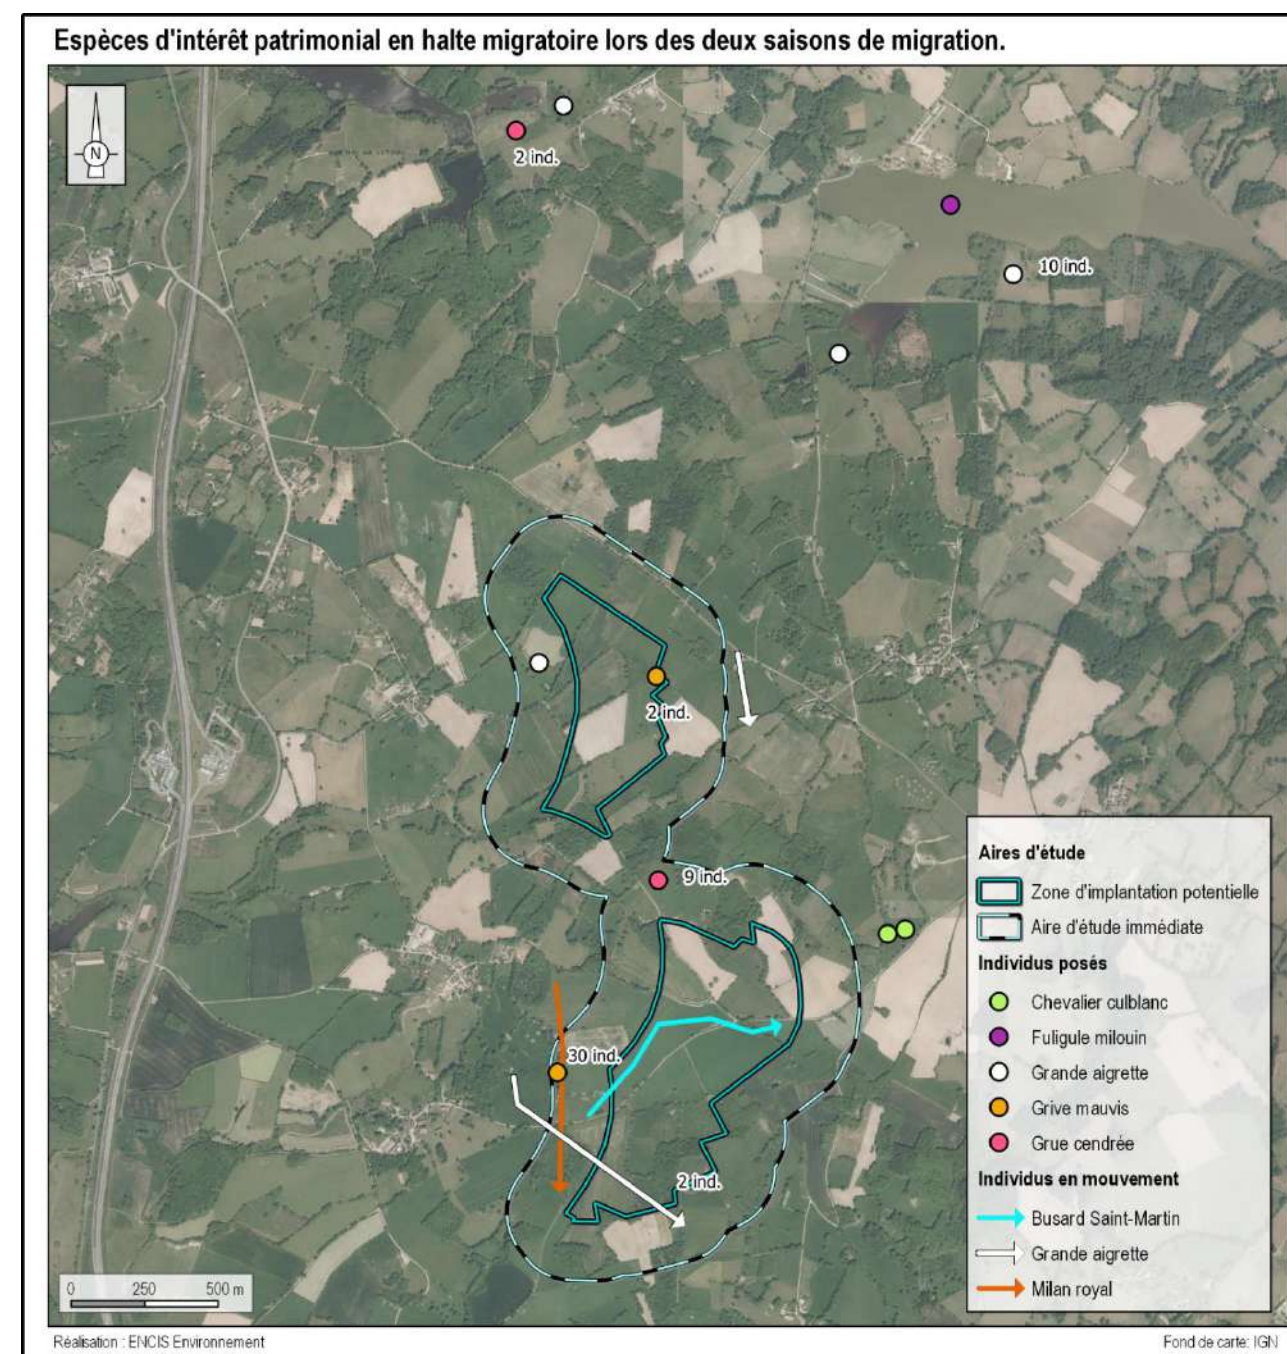 Espèces d'intérêt patrimonial en halte migratoire lors des deux saisons de migration.
N
2 ind.
10 ind.
2 ind.
9 ind.
30 ind.
2 ind.
Aires d'étude
Zone d'implantation potentielle
Aire d'étude immédiate
Individus posés
Chevalier culblanc
Fuligule milouin
Grande aigrette
Grive mauvis
Grue cendrée
Individus en mouvement
Busard Saint-Martin
Grande aigrette
Milan royal
0 250 500 m
Réalisation : ENCIS Environnement
Fond de carte: IGN